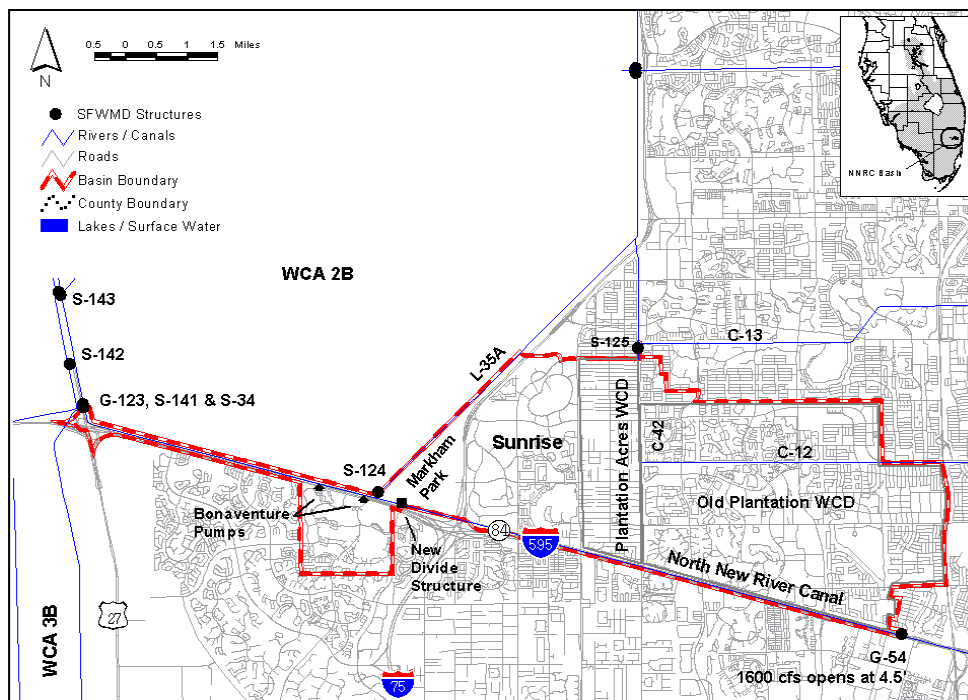 0.5 0 0.5 1 1.5 Miles
N
SFWMD Structures
Rivers / Canals
Roads
Basin Boundary
County Boundary
Lakes / Surface Water
NNRC Basin
WCA 2B
S-143
S-142
G-123, S-141 & S-34
L-35A
S-125
C-13
S-124
Markham
Park
Sunrise
Plantation Acres WCD
C-42
C-12
Old Plantation WCD
Bonaventure
Pumps
New
Divide
Structure
84
595
North New River Canal
27
WCA 3B
75
G-54
1600 cfs opens at 4.5'